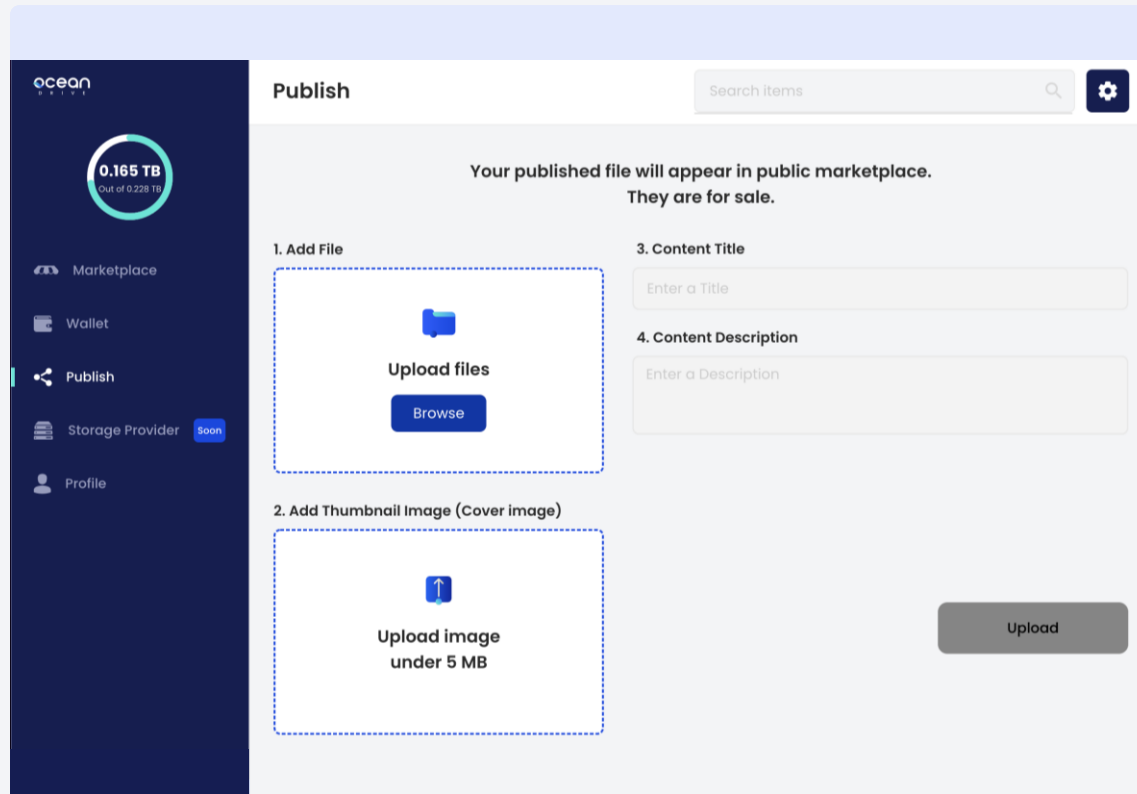 ocean
DRIVE
Publish
Search items
0.165 TB
Out of 0.228 TB
Marketplace
Wallet
Publish
Storage Provider Soon
Profile
Your published file will appear in public marketplace.
They are for sale.
1. Add File
Upload files
Browse
2. Add Thumbnail Image (Cover image)
Upload image
under 5 MB
3. Content Title
Enter a Title
4. Content Description
Enter a Description
Upload